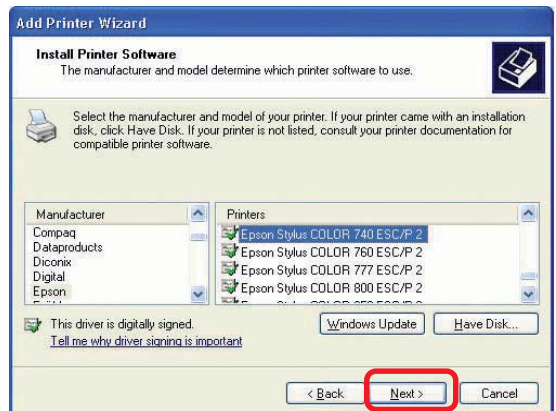 Add Printer Wizard
Install Printer Software
The manufacturer and model determine which printer software to use.
Select the manufacturer and model of your printer. If your printer came with an installation
disk, click Have Disk. If your printer is not listed, consult your printer documentation for
compatible printer software.
Manufacturer
Compaq
Dataproducts
Diconix
Digital
Epson
Printers
Epson Stylus COLOR 740 ESC/P 2
Epson Stylus COLOR 760 ESC/P 2
Epson Stylus COLOR 777 ESC/P 2
Epson Stylus COLOR 800 ESC/P 2
This driver is digitally signed.
Tell me why driver signing is important
Windows Update
Have Disk...
< Back
Next >
Cancel